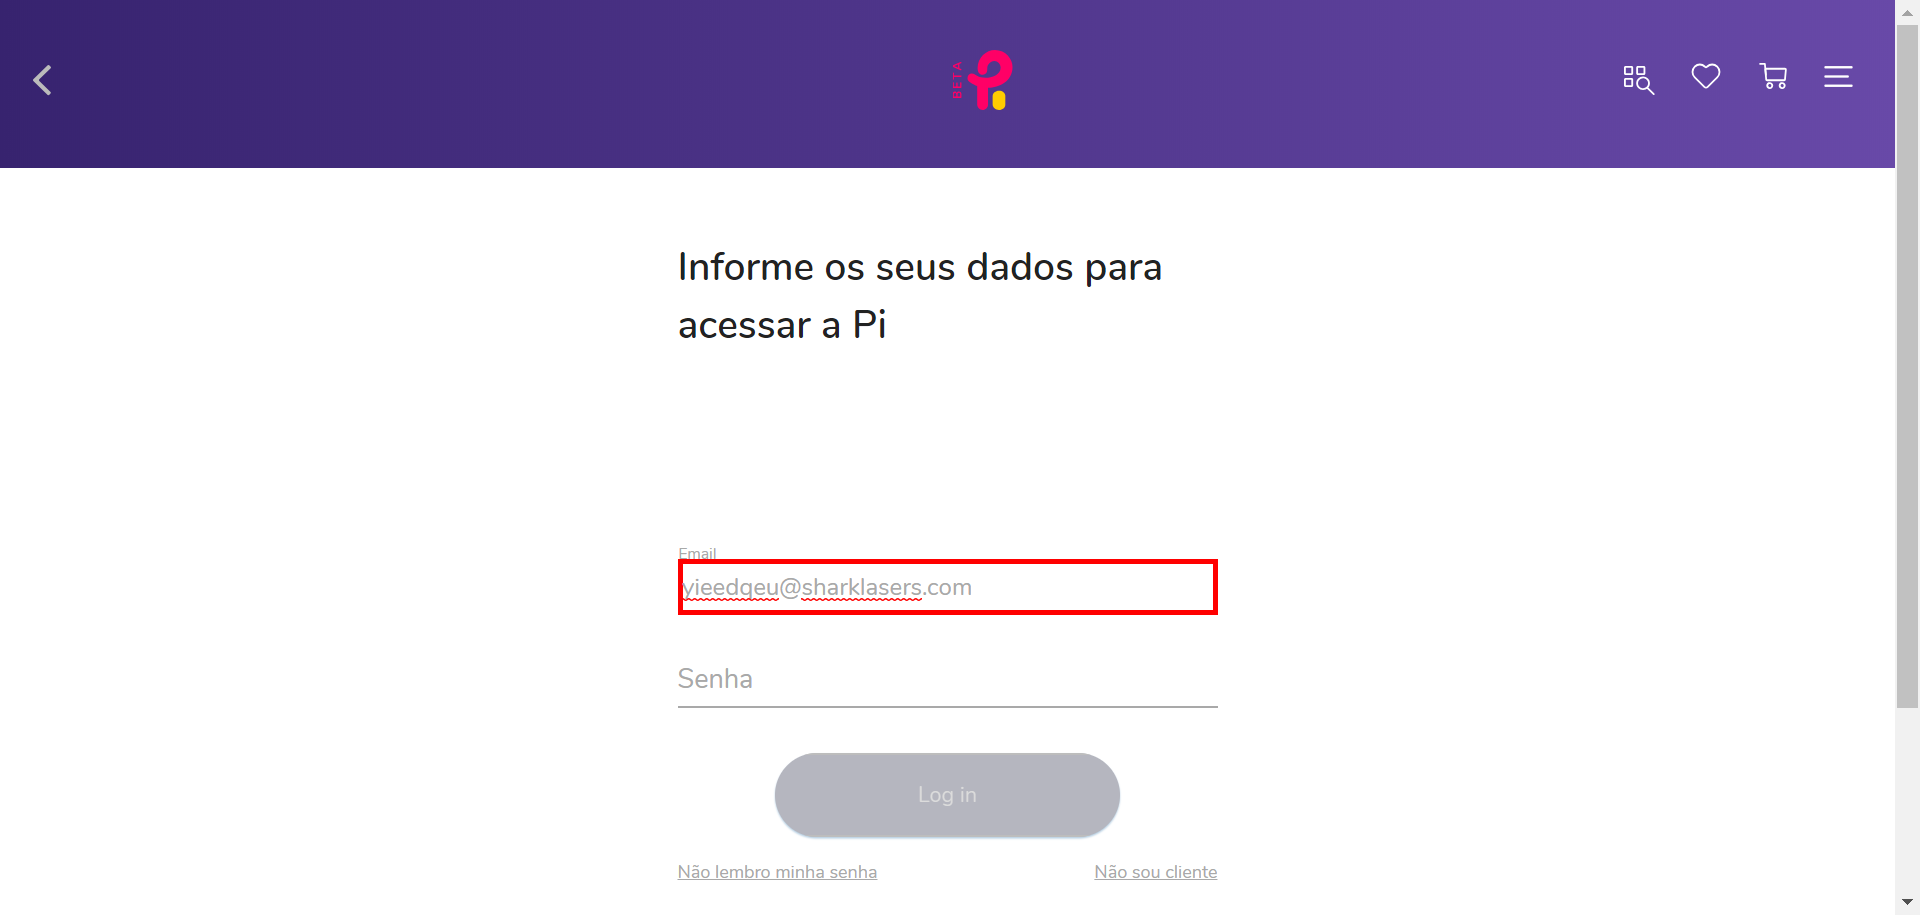 BETA
Informe os seus dados para
acessar a Pi
Email
yieedqeu@sharklasers.com
Senha
Log in
Não lembro minha senha
Não sou cliente